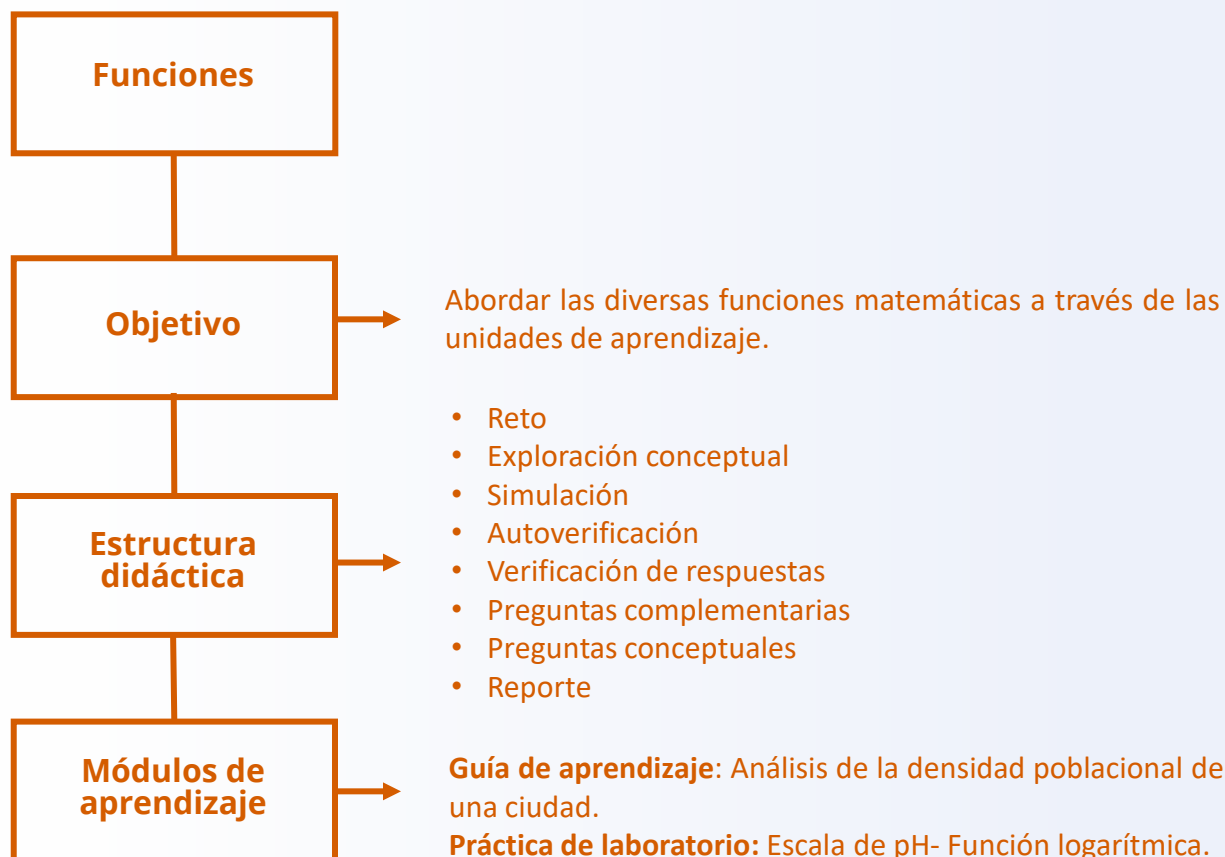 Funciones
Objetivo
Abordar las diversas funciones matemáticas a través de las
unidades de aprendizaje.
Estructura
didáctica
• Reto
• Exploración conceptual
• Simulación
• Autoverificación
• Verificación de respuestas
• Preguntas complementarias
• Preguntas conceptuales
• Reporte
Módulos de
aprendizaje
Guía de aprendizaje: Análisis de la densidad poblacional de
una ciudad.
Práctica de laboratorio: Escala de pH- Función logarítmica.